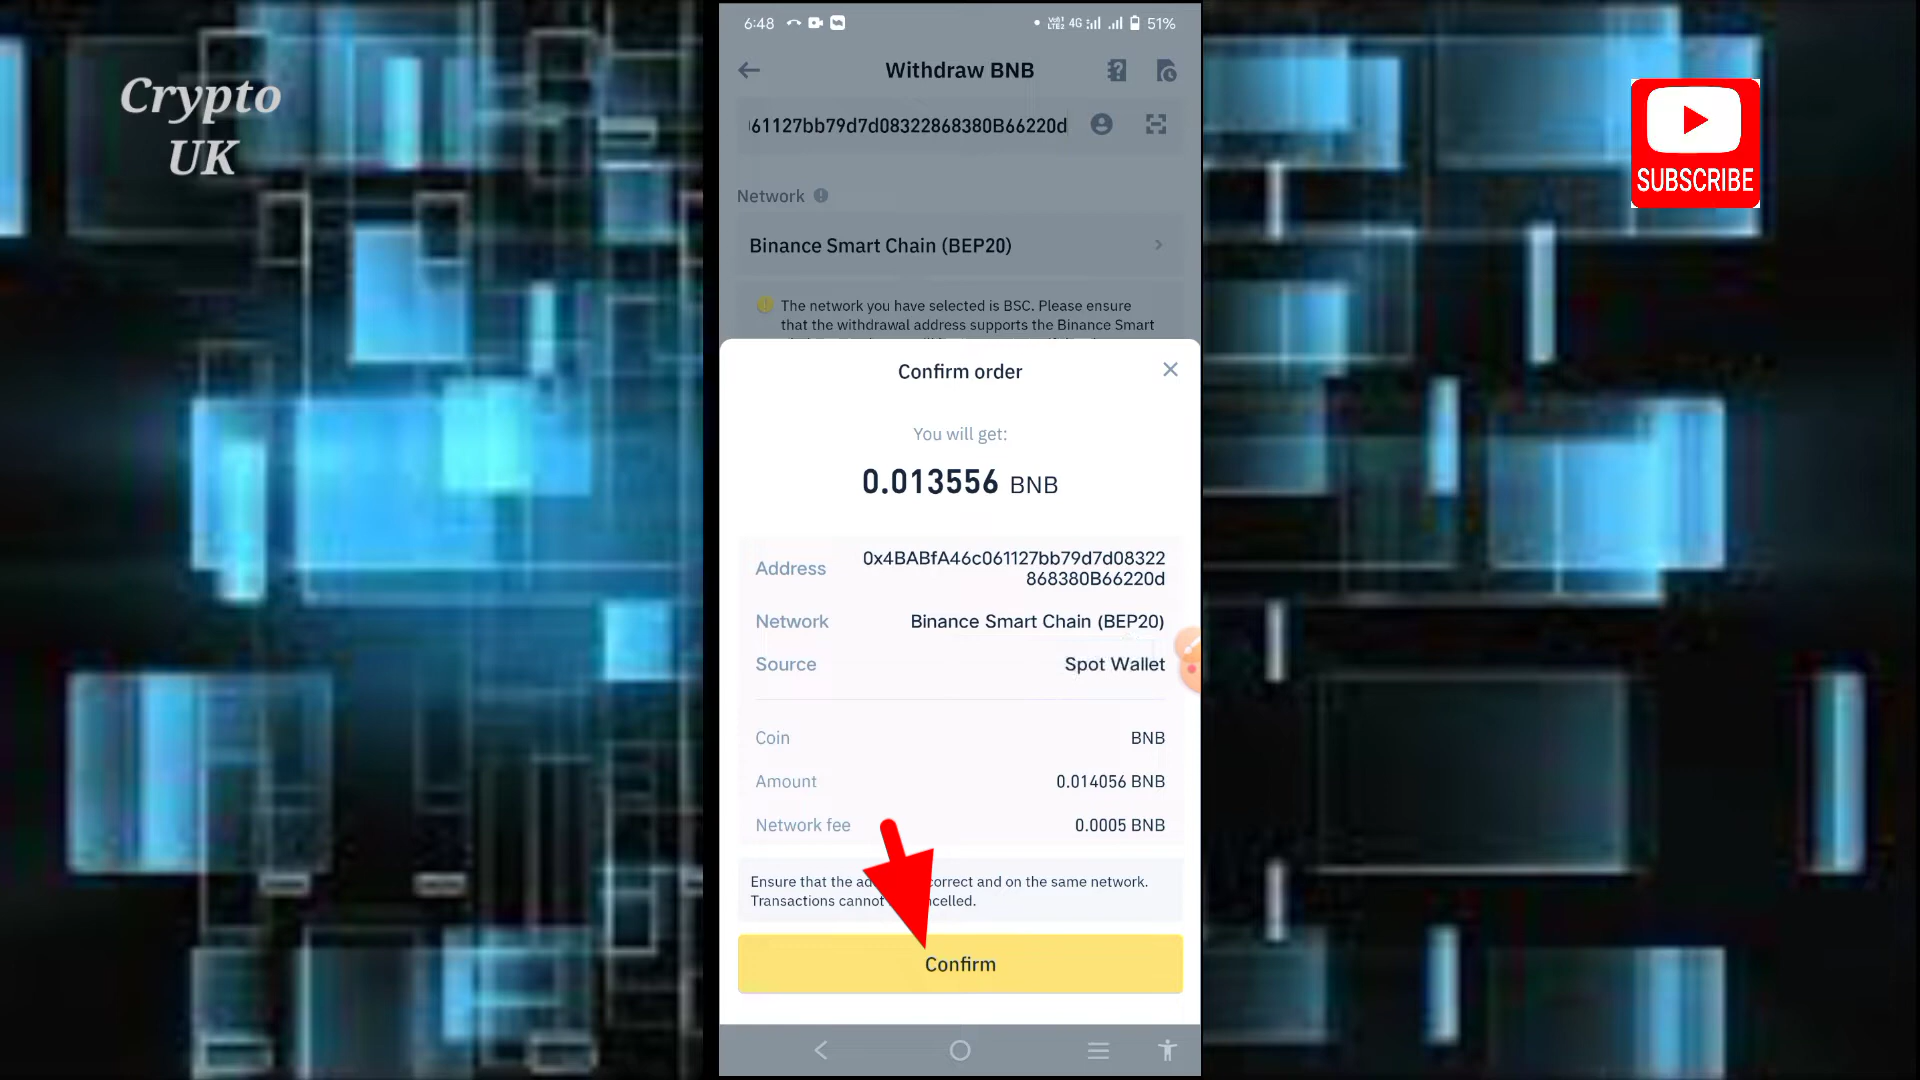 Crypto
UK
SUBSCRIBE
6:48
4G
51%
Withdraw BNB
61127bb79d7d08322868380B66220d
Network
Binance Smart Chain (BEP20)
The network you have selected is BSC. Please ensure
that the withdrawal address supports the Binance Smart
Confirm order
You will get:
0.013556 BNB
Address
0x4BABfA46c061127bb79d7d08322
868380B66220d
Network Binance Smart Chain (BEP20)
Source Spot Wallet
Coin BNB
Amount 0.014056 BNB
Network fee 0.0005 BNB
Ensure that the ad correct and on the same network.
Transactions cannot ncelled.
Confirm